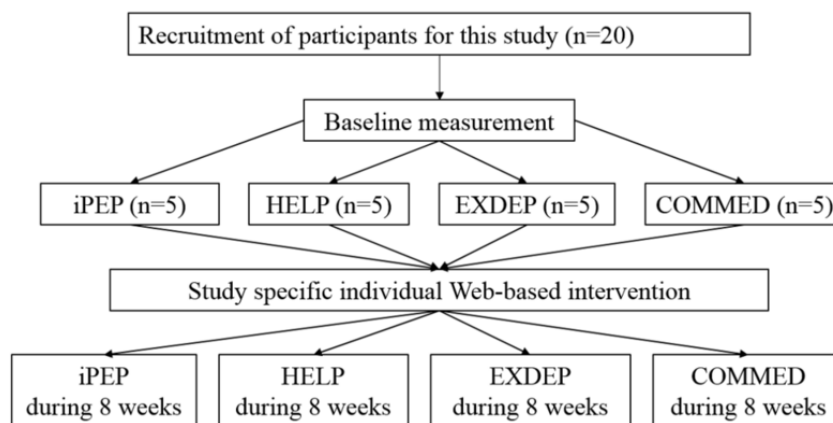 Recruitment of participants for this study (n=20)
Baseline measurement
iPEP (n=5)
HELP (n=5)
EXDEP (n=5)
COMMED (n=5)
Study specific individual Web-based intervention
iPEP
during 8 weeks
HELP
during 8 weeks
EXDEP
during 8 weeks
COMMED
during 8 weeks